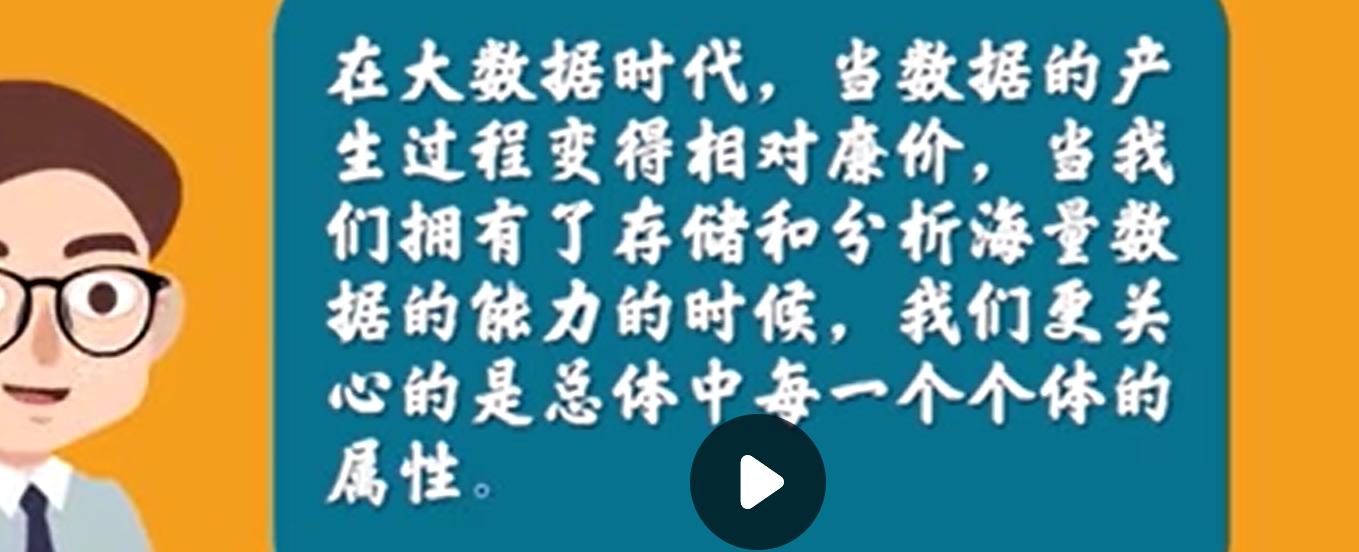 在大数据时代，当数据的产
生过程变得相对廉价，当我
们拥有了存储和分析海量数
据的能力的时候，我们更关
心的是总体中每一个个体的
属性。